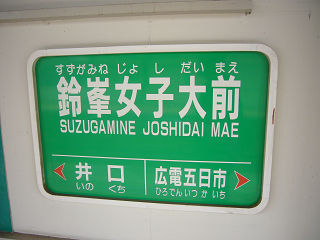 すずがみね じょ し だい まえ
鈴峯女子大前
SUZUGAMINE JOSHIDAI MAE
井口 広電五日市
いの くち ひろでんいつかいち